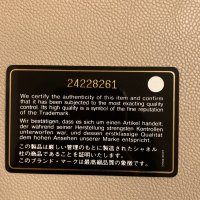 24228261
We certify the authenticity of this item and confirm
that it has been subjected to the most exacting quality
control. Its high quality is a symbol of the fine reputation
of the Trademark.
Wir bestätigen, dass es sich um einen Artikel handelt,
der während seiner Herstellung strengsten Kontrollen
unterworfen war, und dessen erstklassige Qualität
dem hohen Ansehen unserer Marke entspricht.
この製品は厳しい管理のもとに製造されたシャネル
社の商品であることを証明いたします。
このブランド・マークは最高級品質の象徴です。